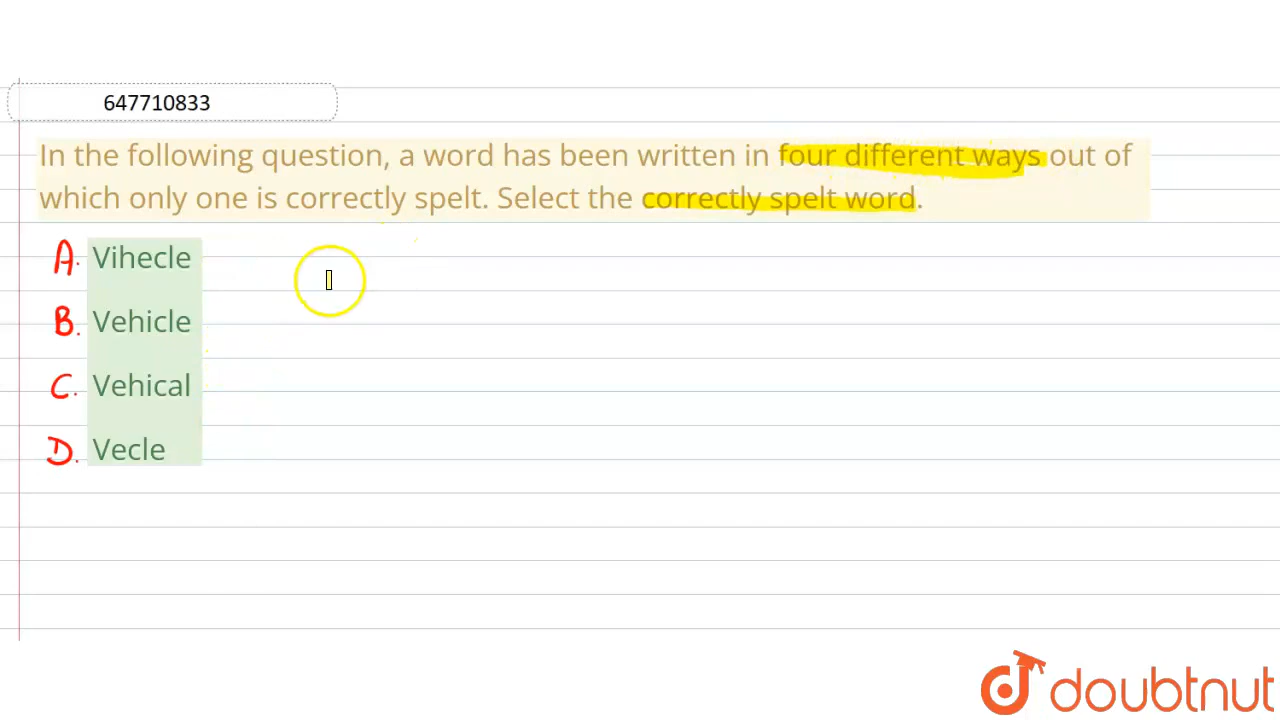 647710833
In the following question, a word has been written in four different ways out of
which only one is correctly spelt. Select the correctly spelt word.
A. Vihecle
B. Vehicle
C. Vehical
D. Vecle
doubtnut